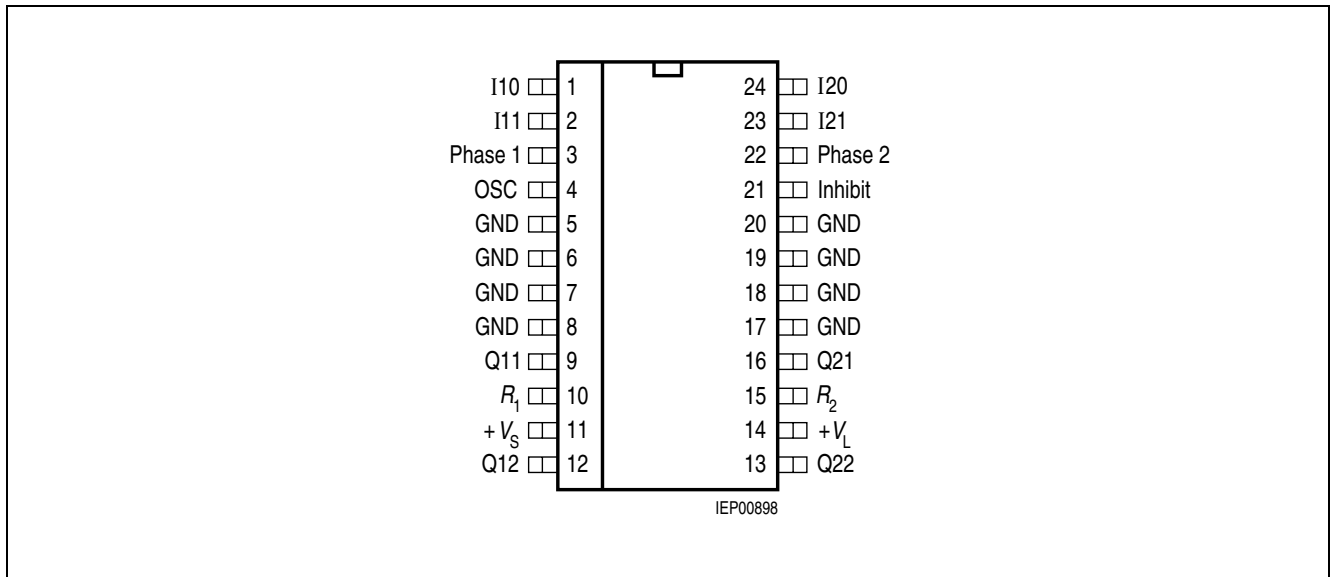 I10 1 24 I20
I11 2 23 I21
Phase 1 3 22 Phase 2
OSC 4 21 Inhibit
GND 5 20 GND
GND 6 19 GND
GND 7 18 GND
GND 8 17 GND
Q11 9 16 Q21
R1 10 15 R2
+VS 11 14 +VL
Q12 12 13 Q22
IEP00898